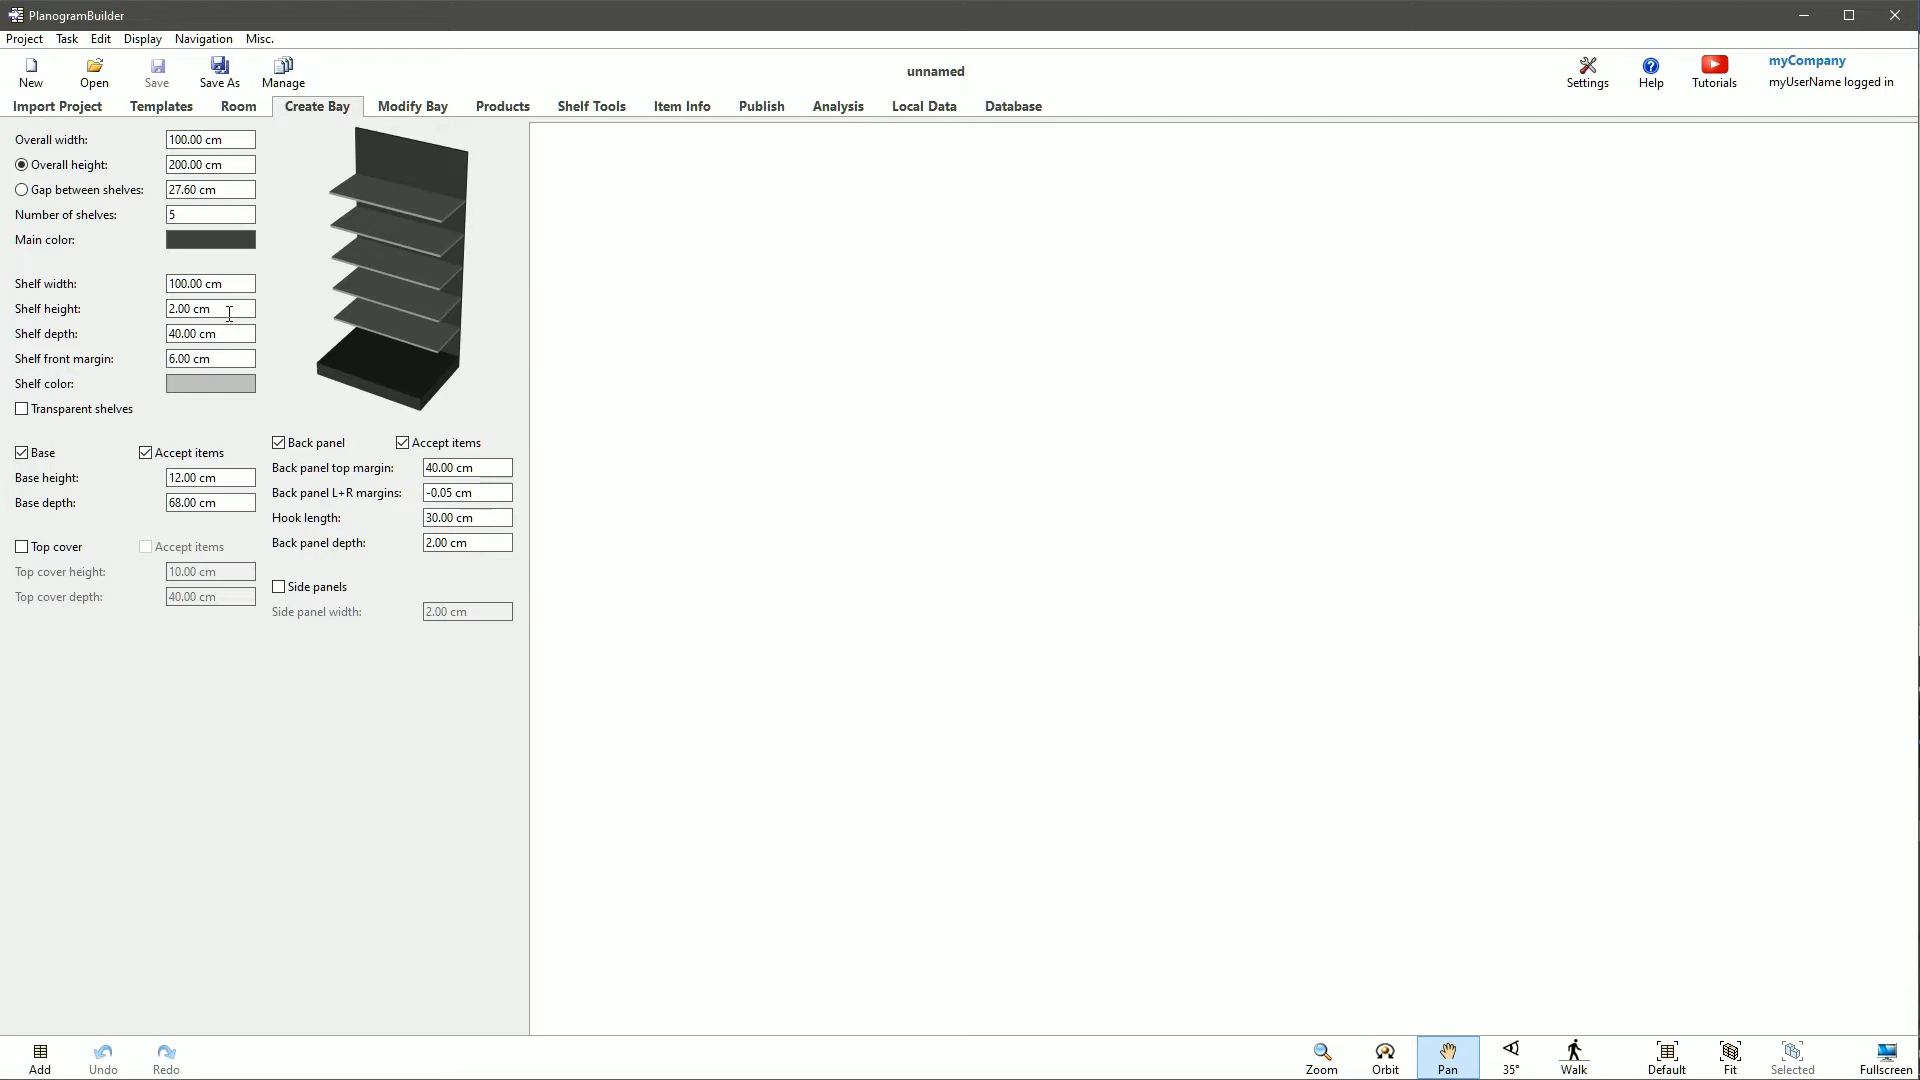 PlanogramBuilder
Project Task Edit Display Navigation Misc.
New Open Save Save As Manage
unnamed
Settings Help Tutorials
myCompany
myUserName logged in
Import Project Templates Room Create Bay Modify Bay Products Shelf Tools Item Info Publish Analysis Local Data Database
Overall width: 100.00 cm
Overall height: 200.00 cm
Gap between shelves: 27.60 cm
Number of shelves: 5
Main color:
Shelf width: 100.00 cm
Shelf height: 2.00 cm
Shelf depth: 40.00 cm
Shelf front margin: 6.00 cm
Shelf color:
Transparent shelves
Base Accept items
Base height: 12.00 cm
Base depth: 68.00 cm
Top cover Accept items
Top cover height: 10.00 cm
Top cover depth: 40.00 cm
Back panel Accept items
Back panel top margin: 40.00 cm
Back panel L+R margins: -0.05 cm
Hook length: 30.00 cm
Back panel depth: 2.00 cm
Side panels
Side panel width: 2.00 cm
Add Undo Redo
Zoom Orbit Pan 35° Walk Default Fit Selected Fullscreen